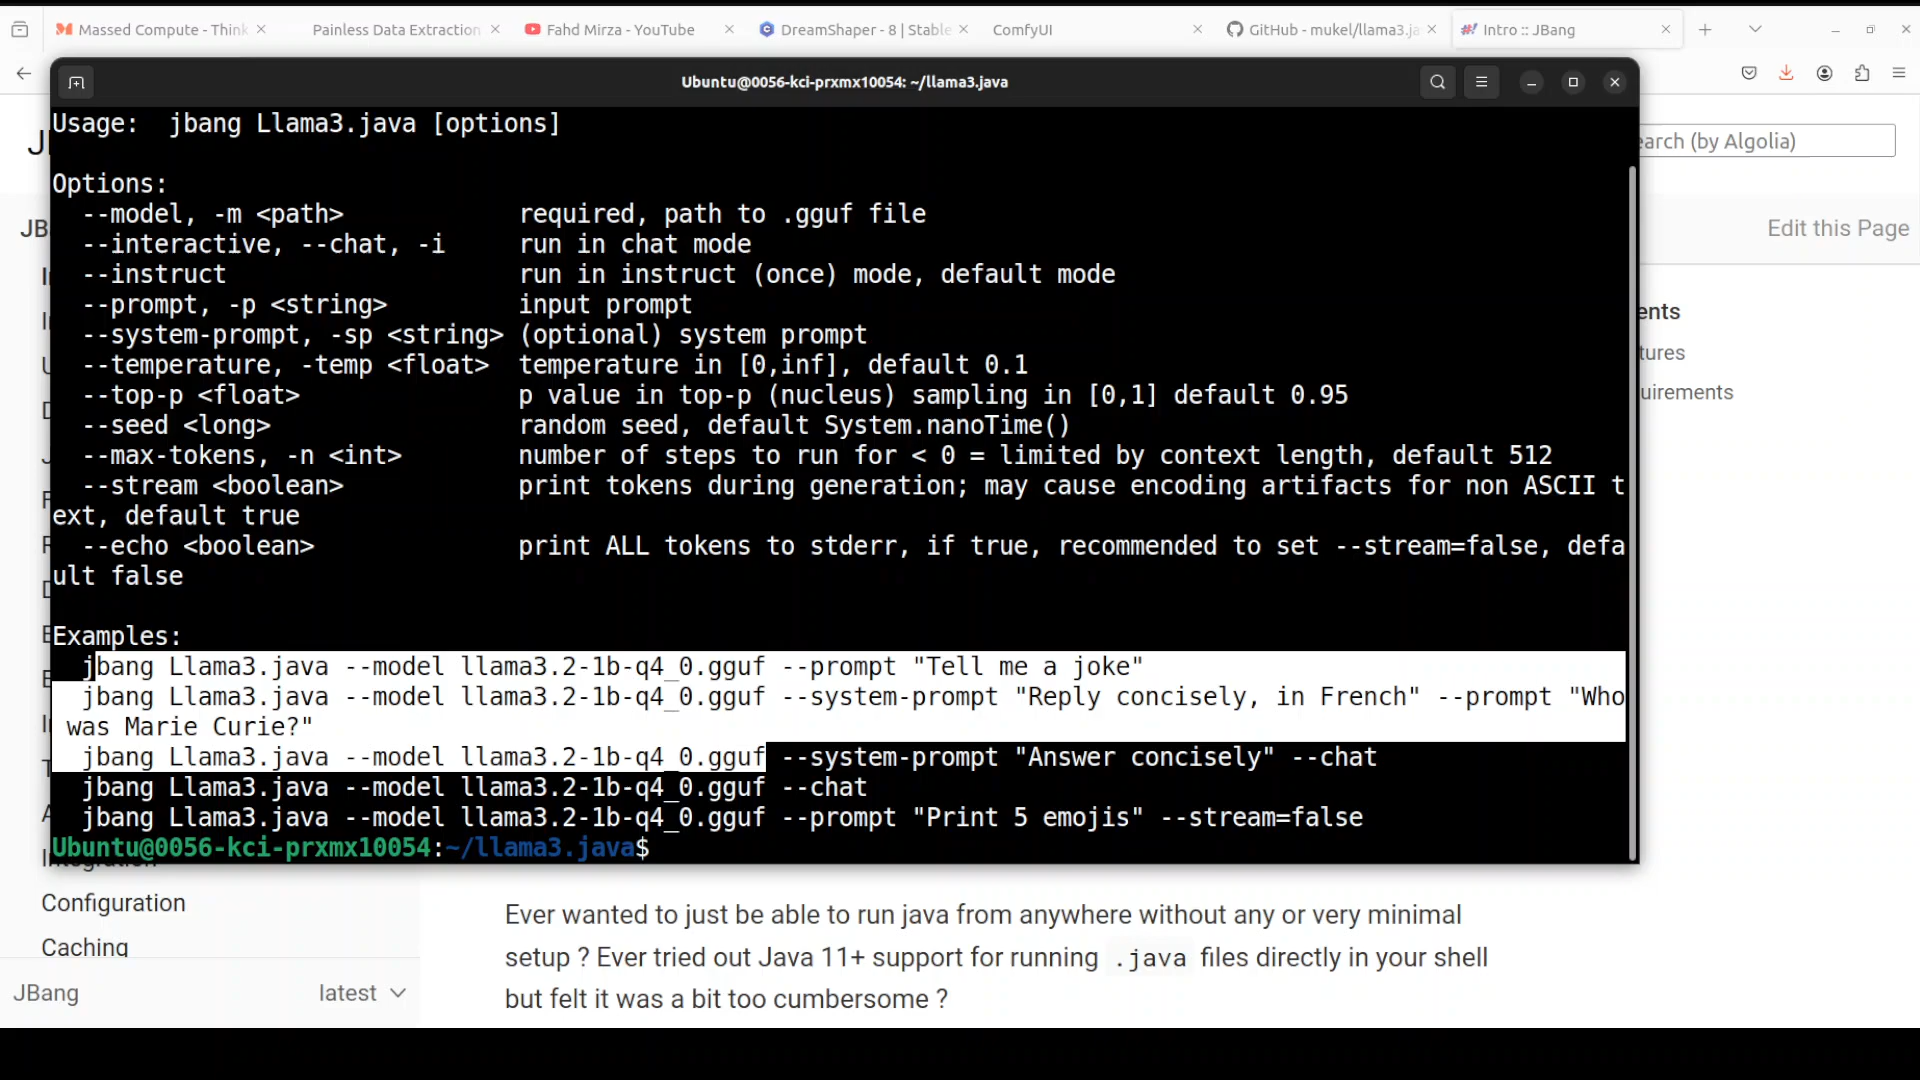 Massed Compute - Think
Painless Data Extraction
Fahd Mirza - YouTube
DreamShaper - 8 | Stable
ComfyUI
GitHub - mukel/llama3.ja
Intro :: JBang
Ubuntu@0056-kci-prxmx10054: ~/llama3.java
earch (by Algolia)
JB
Edit this Page
ents
tures
uirements
Usage:  jbang Llama3.java [options]
Options:
--model, -m <path>            required, path to .gguf file
--interactive, --chat, -i     run in chat mode
--instruct                    run in instruct (once) mode, default mode
--prompt, -p <string>         input prompt
--system-prompt, -sp <string> (optional) system prompt
--temperature, -temp <float>  temperature in [0,inf], default 0.1
--top-p <float>               p value in top-p (nucleus) sampling in [0,1] default 0.95
--seed <long>                 random seed, default System.nanoTime()
--max-tokens, -n <int>        number of steps to run for < 0 = limited by context length, default 512
--stream <boolean>            print tokens during generation; may cause encoding artifacts for non ASCII t
ext, default true
--echo <boolean>              print ALL tokens to stderr, if true, recommended to set --stream=false, defa
ult false
Examples:
jbang Llama3.java --model llama3.2-1b-q4_0.gguf --prompt "Tell me a joke"
jbang Llama3.java --model llama3.2-1b-q4_0.gguf --system-prompt "Reply concisely, in French" --prompt "Who
was Marie Curie?"
jbang Llama3.java --model llama3.2-1b-q4_0.gguf --system-prompt "Answer concisely" --chat
jbang Llama3.java --model llama3.2-1b-q4_0.gguf --chat
jbang Llama3.java --model llama3.2-1b-q4_0.gguf --prompt "Print 5 emojis" --stream=false
Ubuntu@0056-kci-prxmx10054:~/llama3.java$
Configuration
Caching
JBang
latest
Ever wanted to just be able to run java from anywhere without any or very minimal
setup ? Ever tried out Java 11+ support for running .java files directly in your shell
but felt it was a bit too cumbersome ?